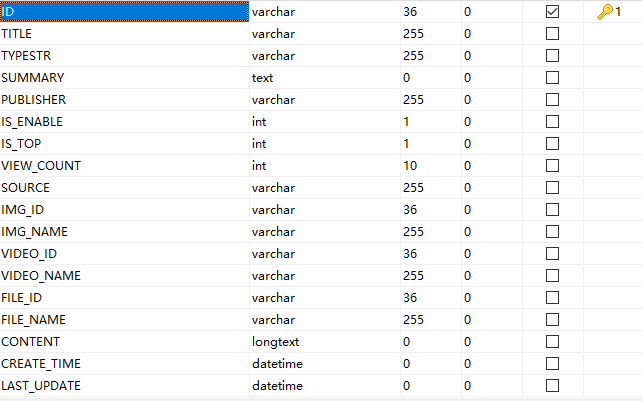 ID varchar 36 0 1
TITLE varchar 255 0
TYPESTR varchar 255 0
SUMMARY text 0 0
PUBLISHER varchar 255 0
IS_ENABLE int 1 0
IS_TOP int 1 0
VIEW_COUNT int 10 0
SOURCE varchar 255 0
IMG_ID varchar 36 0
IMG_NAME varchar 255 0
VIDEO_ID varchar 36 0
VIDEO_NAME varchar 255 0
FILE_ID varchar 36 0
FILE_NAME varchar 255 0
CONTENT longtext 0 0
CREATE_TIME datetime 0 0
LAST_UPDATE datetime 0 0